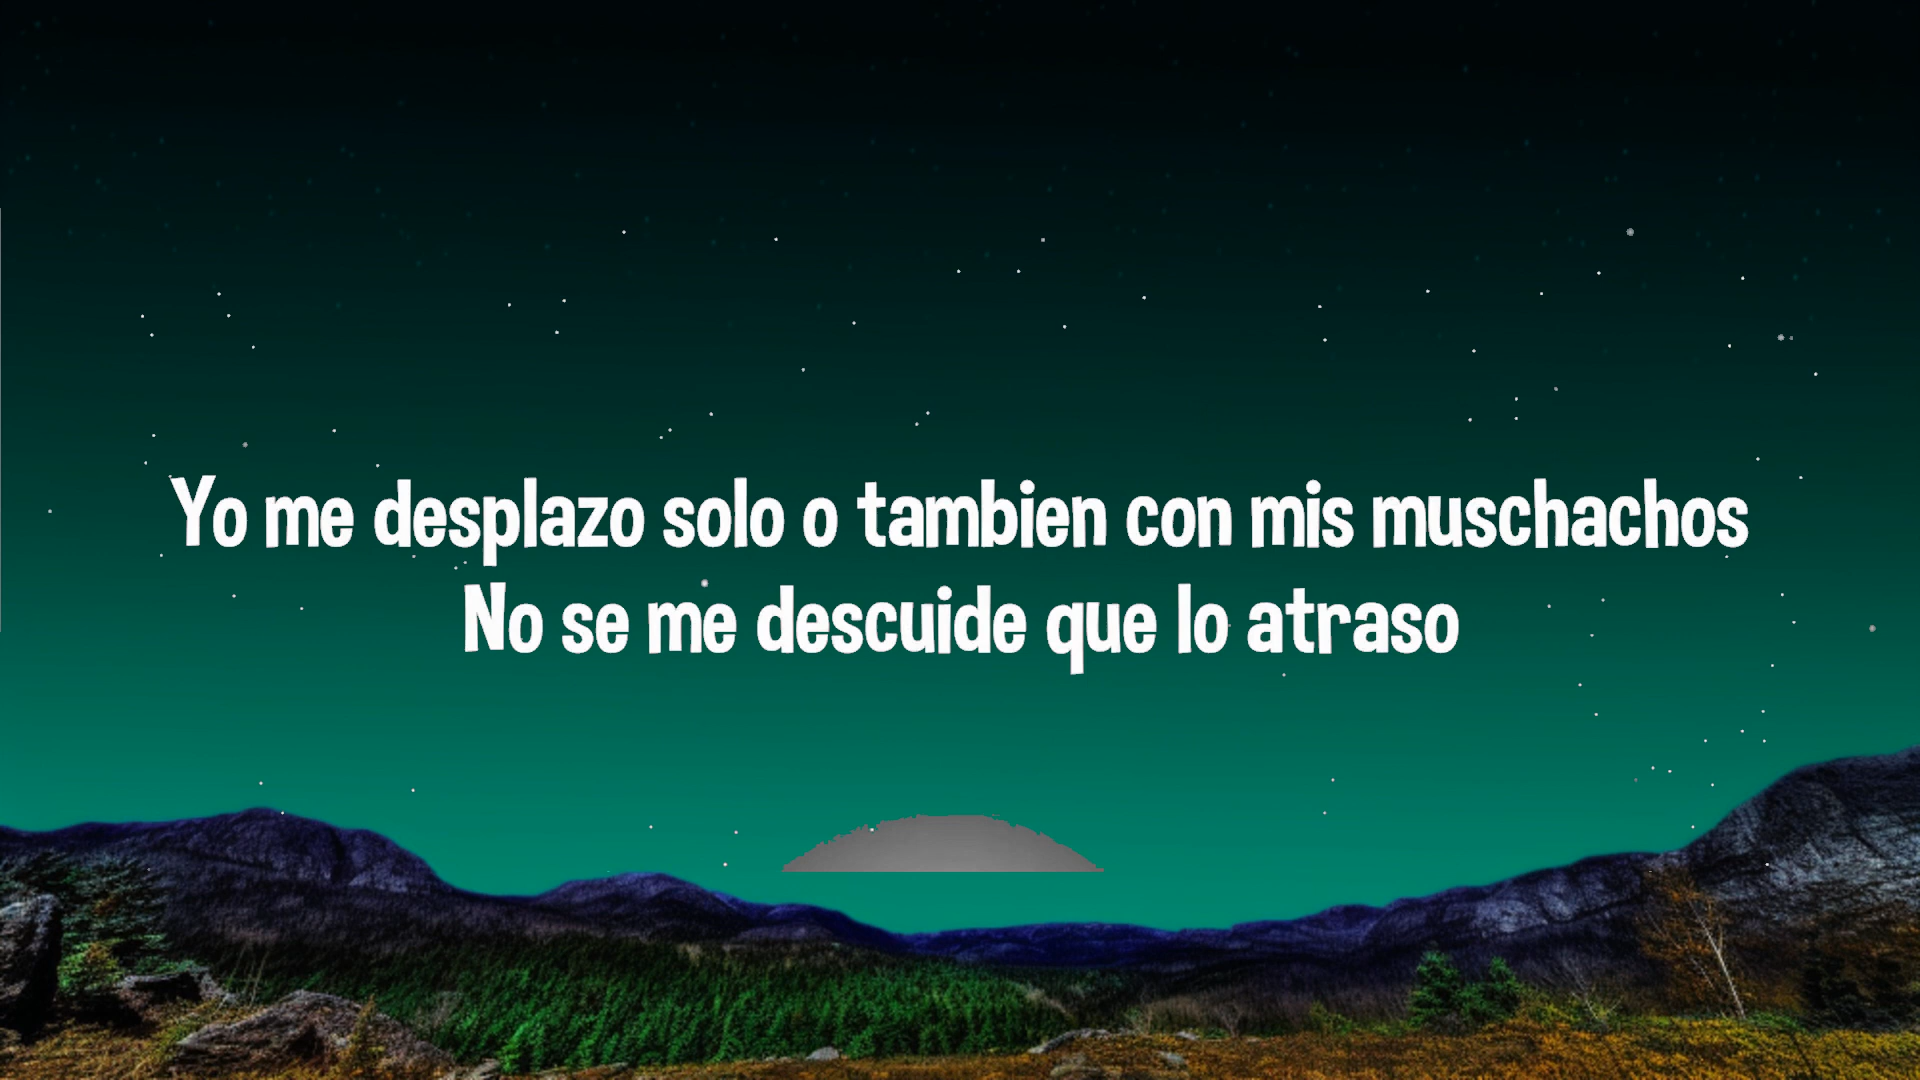 Yo me desplazo solo o tambien con mis muschachos
No se me descuide que lo atraso